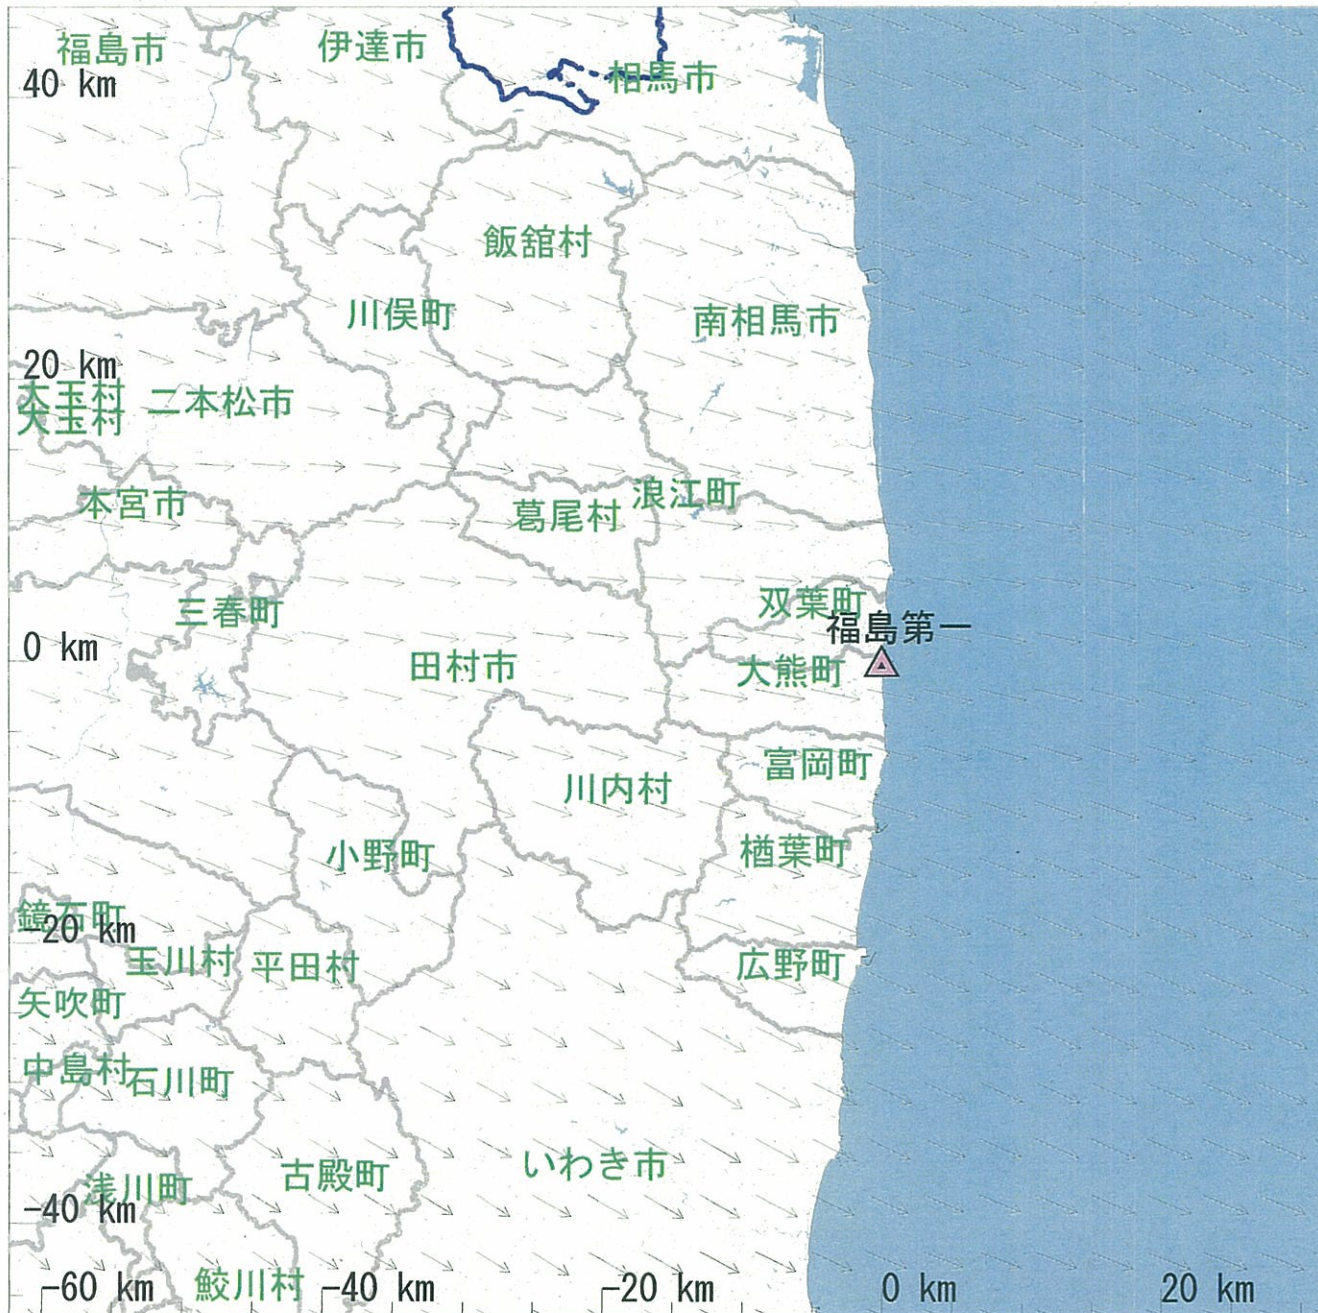 福島市
伊達市
相馬市
40 km
飯舘村
川俣町
南相馬市
20 km
大玉村
二本松市
大玉村
本宮市
浪江町
葛尾村
双葉町
三春町
福島第一
0 km
田村市
大熊町
富岡町
川内村
楢葉町
小野町
鏡石町
-20 km
玉川村
平田村
広野町
矢吹町
中島村
石川町
いわき市
古殿町
浅川町
-40 km
鮫川村
-60 km
-40 km
-20 km
0 km
20 km